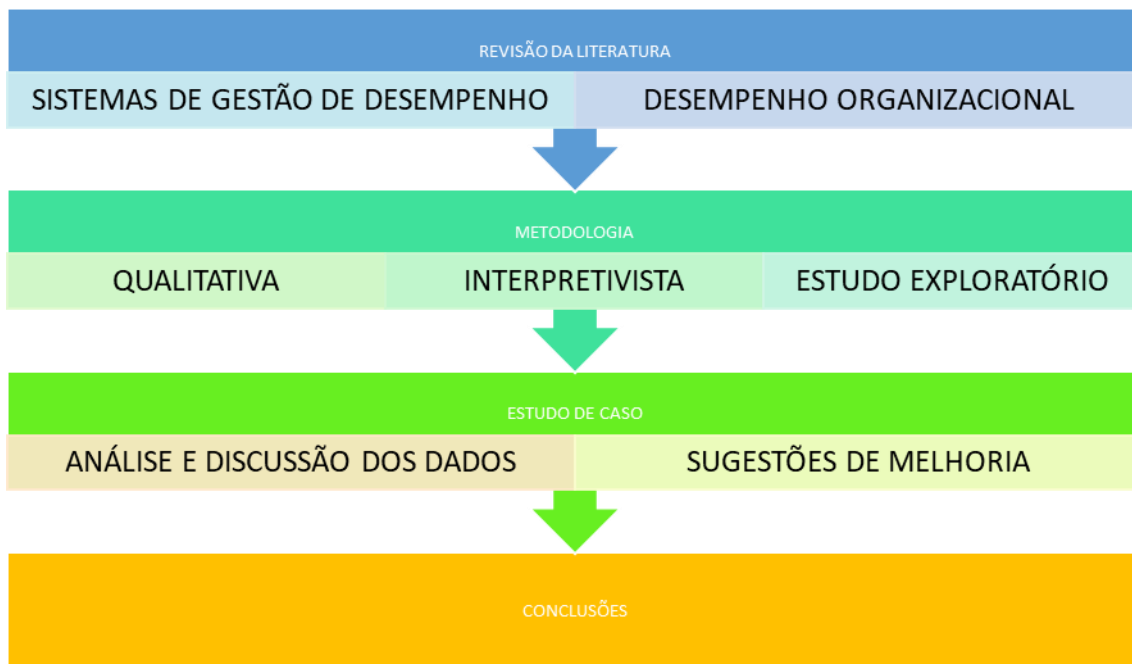 REVISÃO DA LITERATURA
SISTEMAS DE GESTÃO DE DESEMPENHO
DESEMPENHO ORGANIZACIONAL
METODOLOGIA
QUALITATIVA
INTERPRETIVISTA
ESTUDO EXPLORATÓRIO
ESTUDO DE CASO
ANÁLISE E DISCUSSÃO DOS DADOS
SUGESTÕES DE MELHORIA
CONCLUSÕES